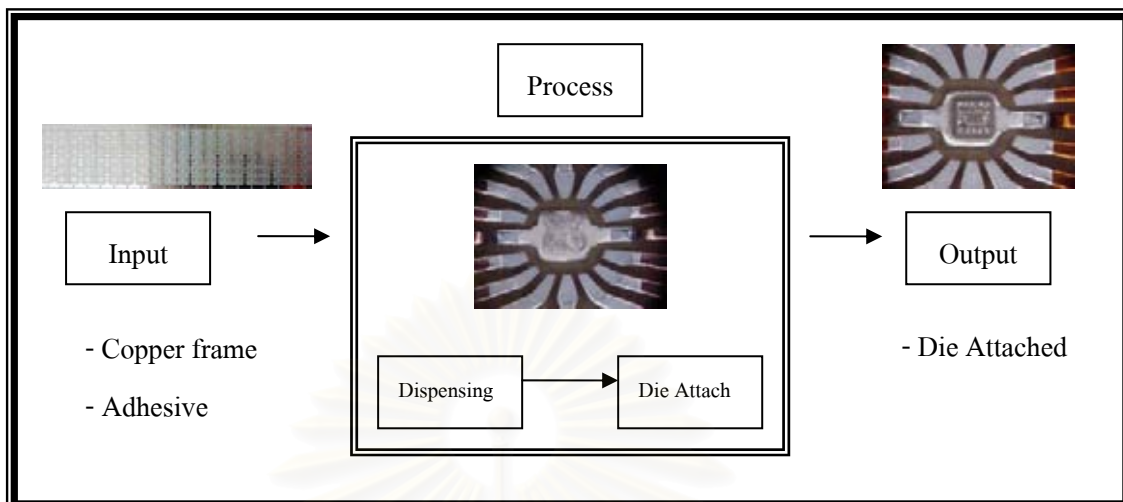 Process
Input
Output
- Copper frame
- Adhesive
Dispensing
Die Attach
- Die Attached